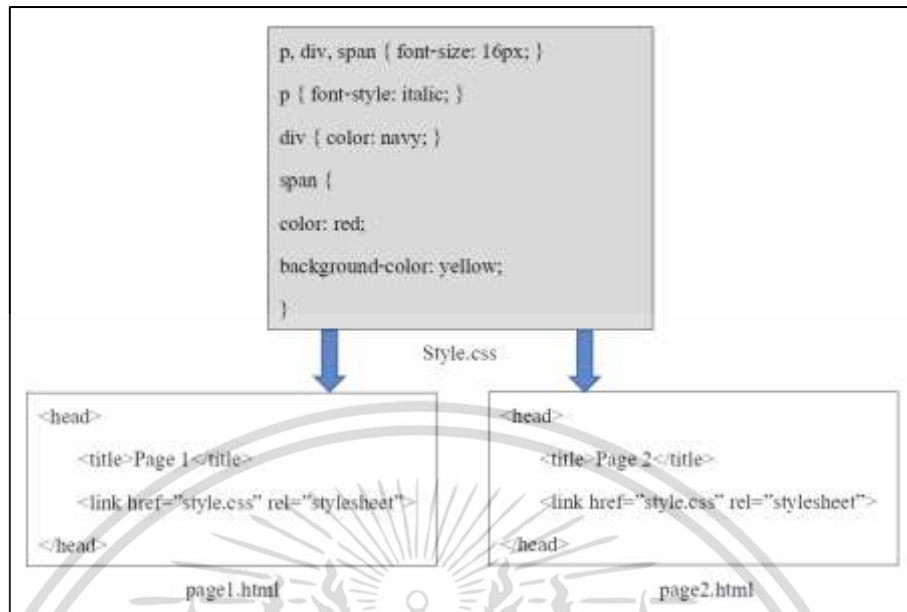 p, div, span { font-size: 16px; }
p { font-style: italic; }
div { color: navy; }
span {
color: red;
background-color: yellow;
}
Style.css
<head>
<title>Page 1</title>
<link href=”style.css” rel=”stylesheet”>
</head>
page1.html
<head>
<title>Page 2</title>
<link href=”style.css” rel=”stylesheet”>
</head>
page2.html